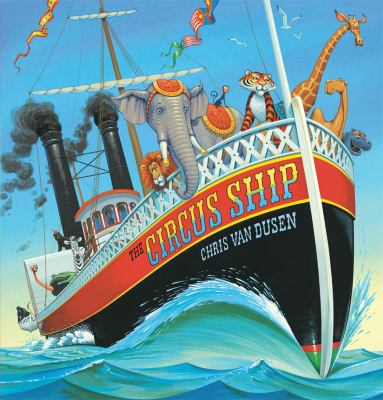 THE CIRCUS SHIP
CHRIS VAN DUSEN